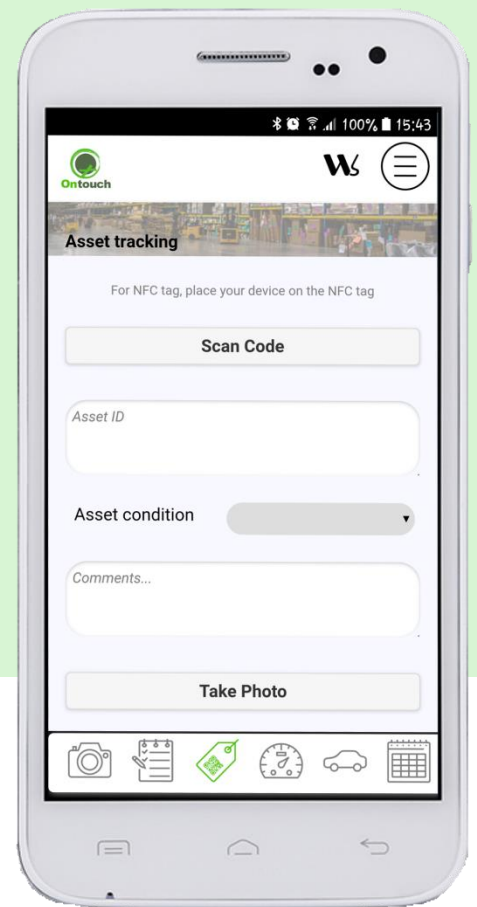 100% 15:43
Ontouch
Asset tracking
For NFC tag, place your device on the NFC tag
Scan Code
Asset ID
Asset condition
Comments...
Take Photo